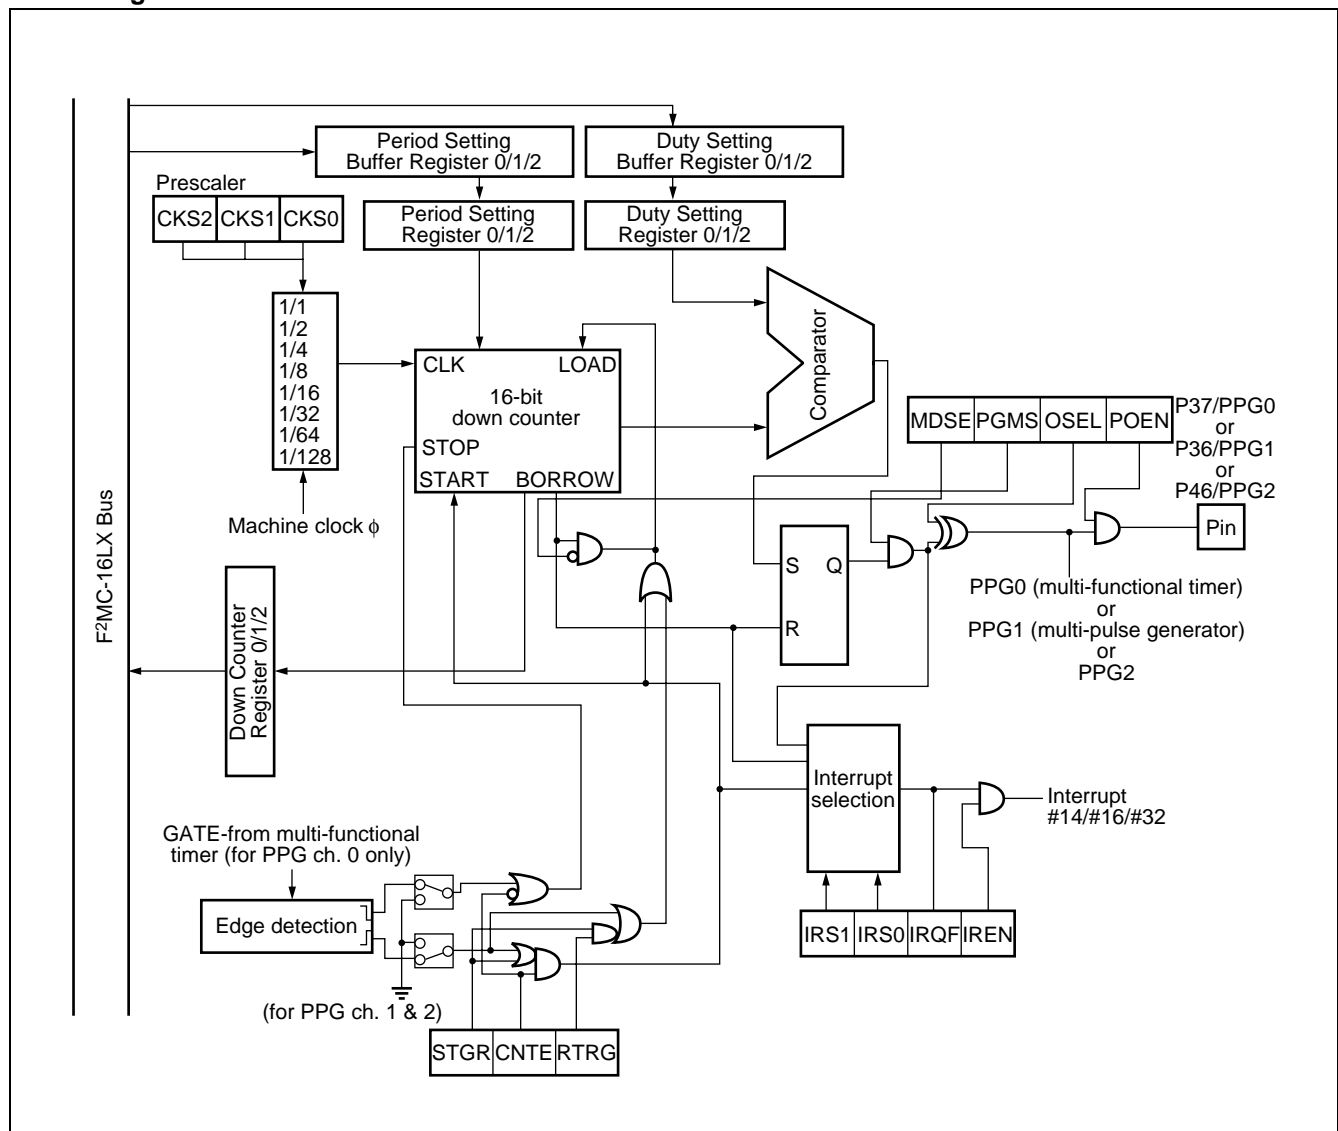 Period Setting
Buffer Register 0/1/2
Duty Setting
Buffer Register 0/1/2
Prescaler
CKS2 CKS1 CKS0
Period Setting
Register 0/1/2
Duty Setting
Register 0/1/2
1/1
1/2
1/4
1/8
1/16
1/32
1/64
1/128
CLK LOAD
16-bit
down counter
STOP
START BORROW
Comparator
MDSE PGMS OSEL POEN
P37/PPG0
or
P36/PPG1
or
P46/PPG2
Machine clock ϕ
Pin
S Q
R
F²MC-16LX Bus
PPG0 (multi-functional timer)
or
PPG1 (multi-pulse generator)
or
PPG2
Down Counter
Register 0/1/2
Interrupt
selection
Interrupt
#14/#16/#32
GATE-from multi-functional
timer (for PPG ch. 0 only)
Edge detection
IRS1 IRS0 IRQF IREN
(for PPG ch. 1 & 2)
STGR CNTE RTRG